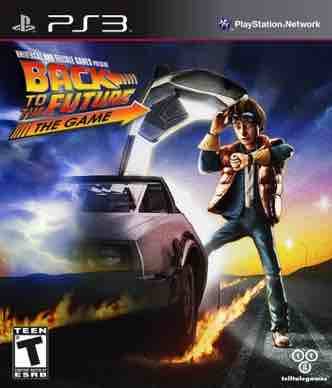 PS3
PlayStation Network
UNIVERSAL AND TELLTALE GAMES PRESENT
BACK
TO
THE FUTURE
THE GAME
TEEN
T
ESRB
telltalegames